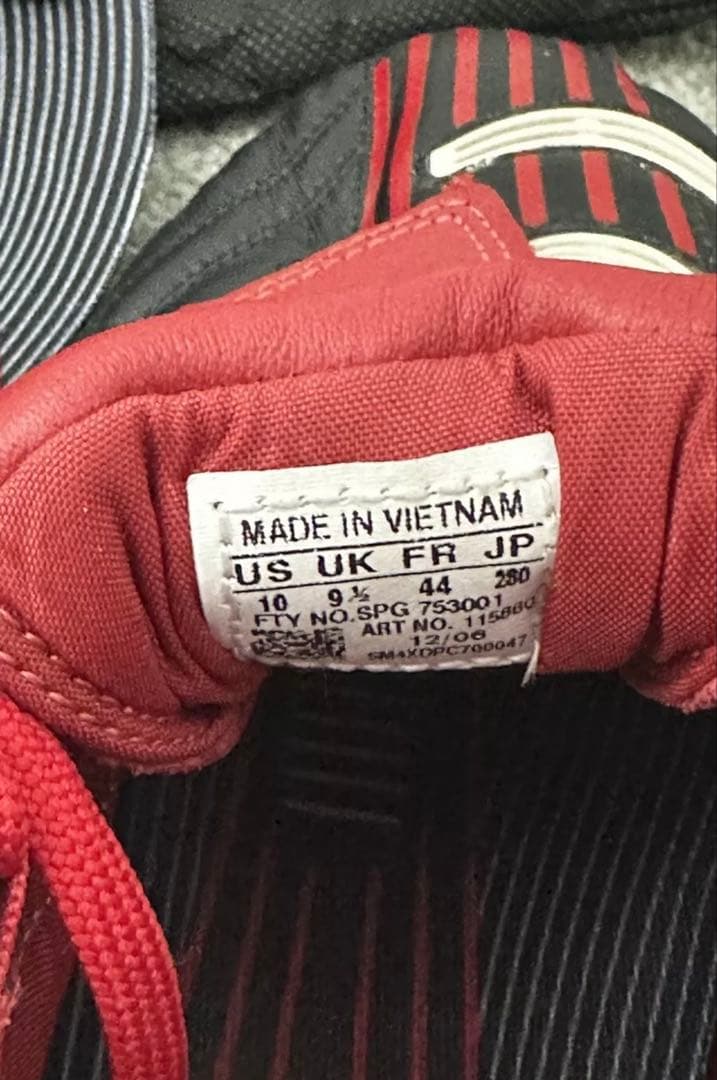 MADE IN VIETNAM
US UK FR JP
10 9½ 44 280
FTY NO. SPG 753001
ART NO.
12/06